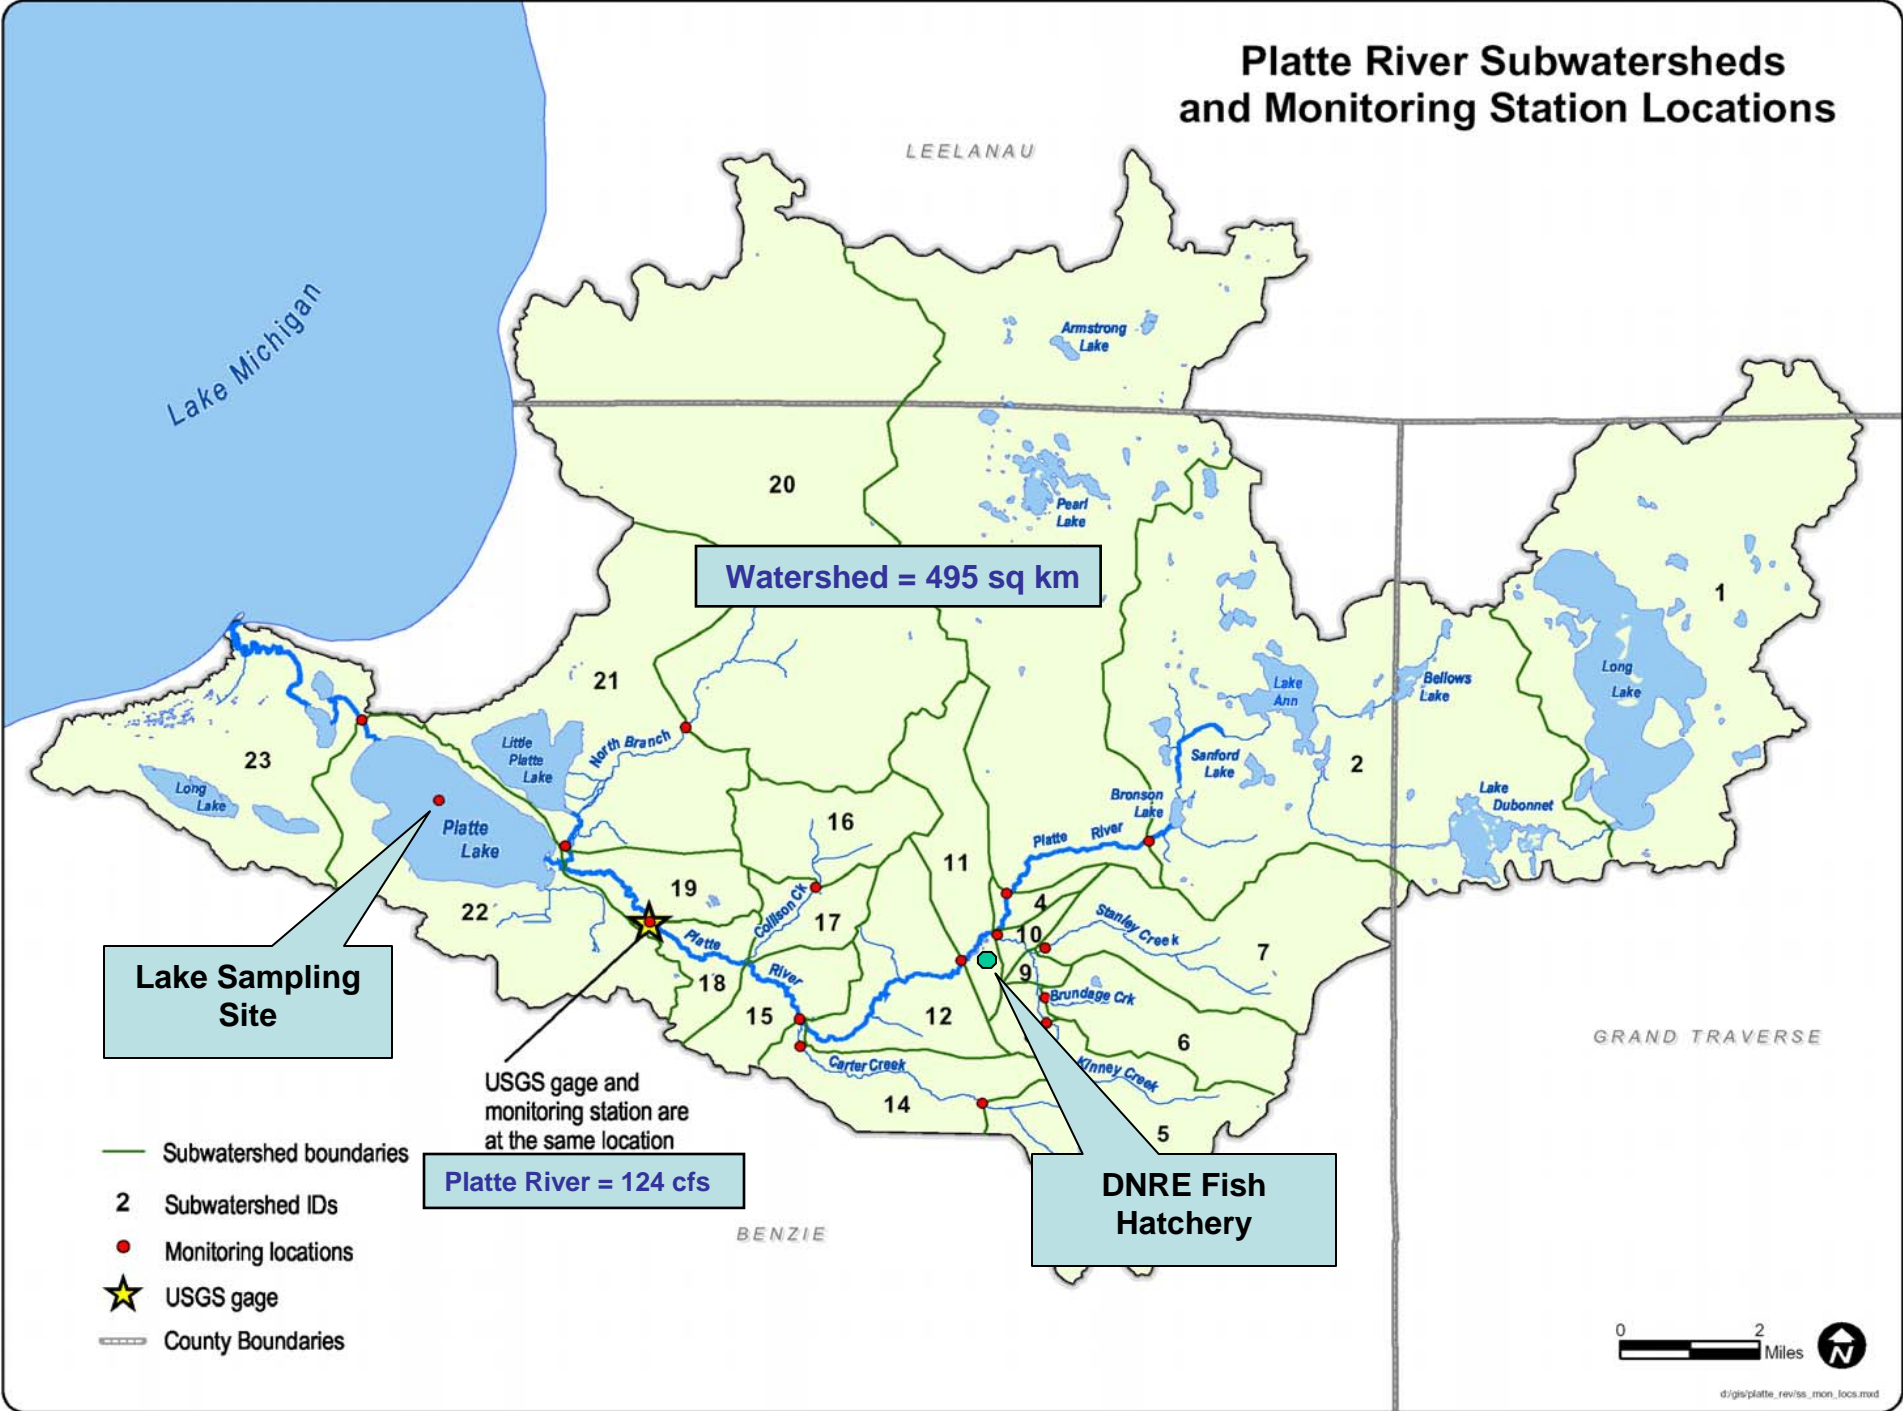 Platte River Subwatersheds
and Monitoring Station Locations
LEELANAU
Lake Michigan
Armstrong
Lake
20
Pearl
Lake
Watershed = 495 sq km
1
21
Long
Lake
Lake
Ann
Bellows
Lake
Little
Platte
Lake
North Branch
23
Sanford
Lake
2
Long
Lake
Bronson
Lake
Lake
Dubonnet
Platte
Lake
16
Platte River
11
19
22
Collison Ck
17
4
10
Stanley Creek
7
Platte
River
18
9
Brundage Crk
Lake Sampling
Site
15
12
6
GRAND TRAVERSE
Carter Creek
Kinney Creek
14
5
USGS gage and
monitoring station are
at the same location
Platte River = 124 cfs
DNRE Fish
Hatchery
BENZIE
Subwatershed boundaries
2 Subwatershed IDs
Monitoring locations
USGS gage
County Boundaries
0 2
Miles
N
d:/gis/platte_rev/ss_mon_locs.mxd